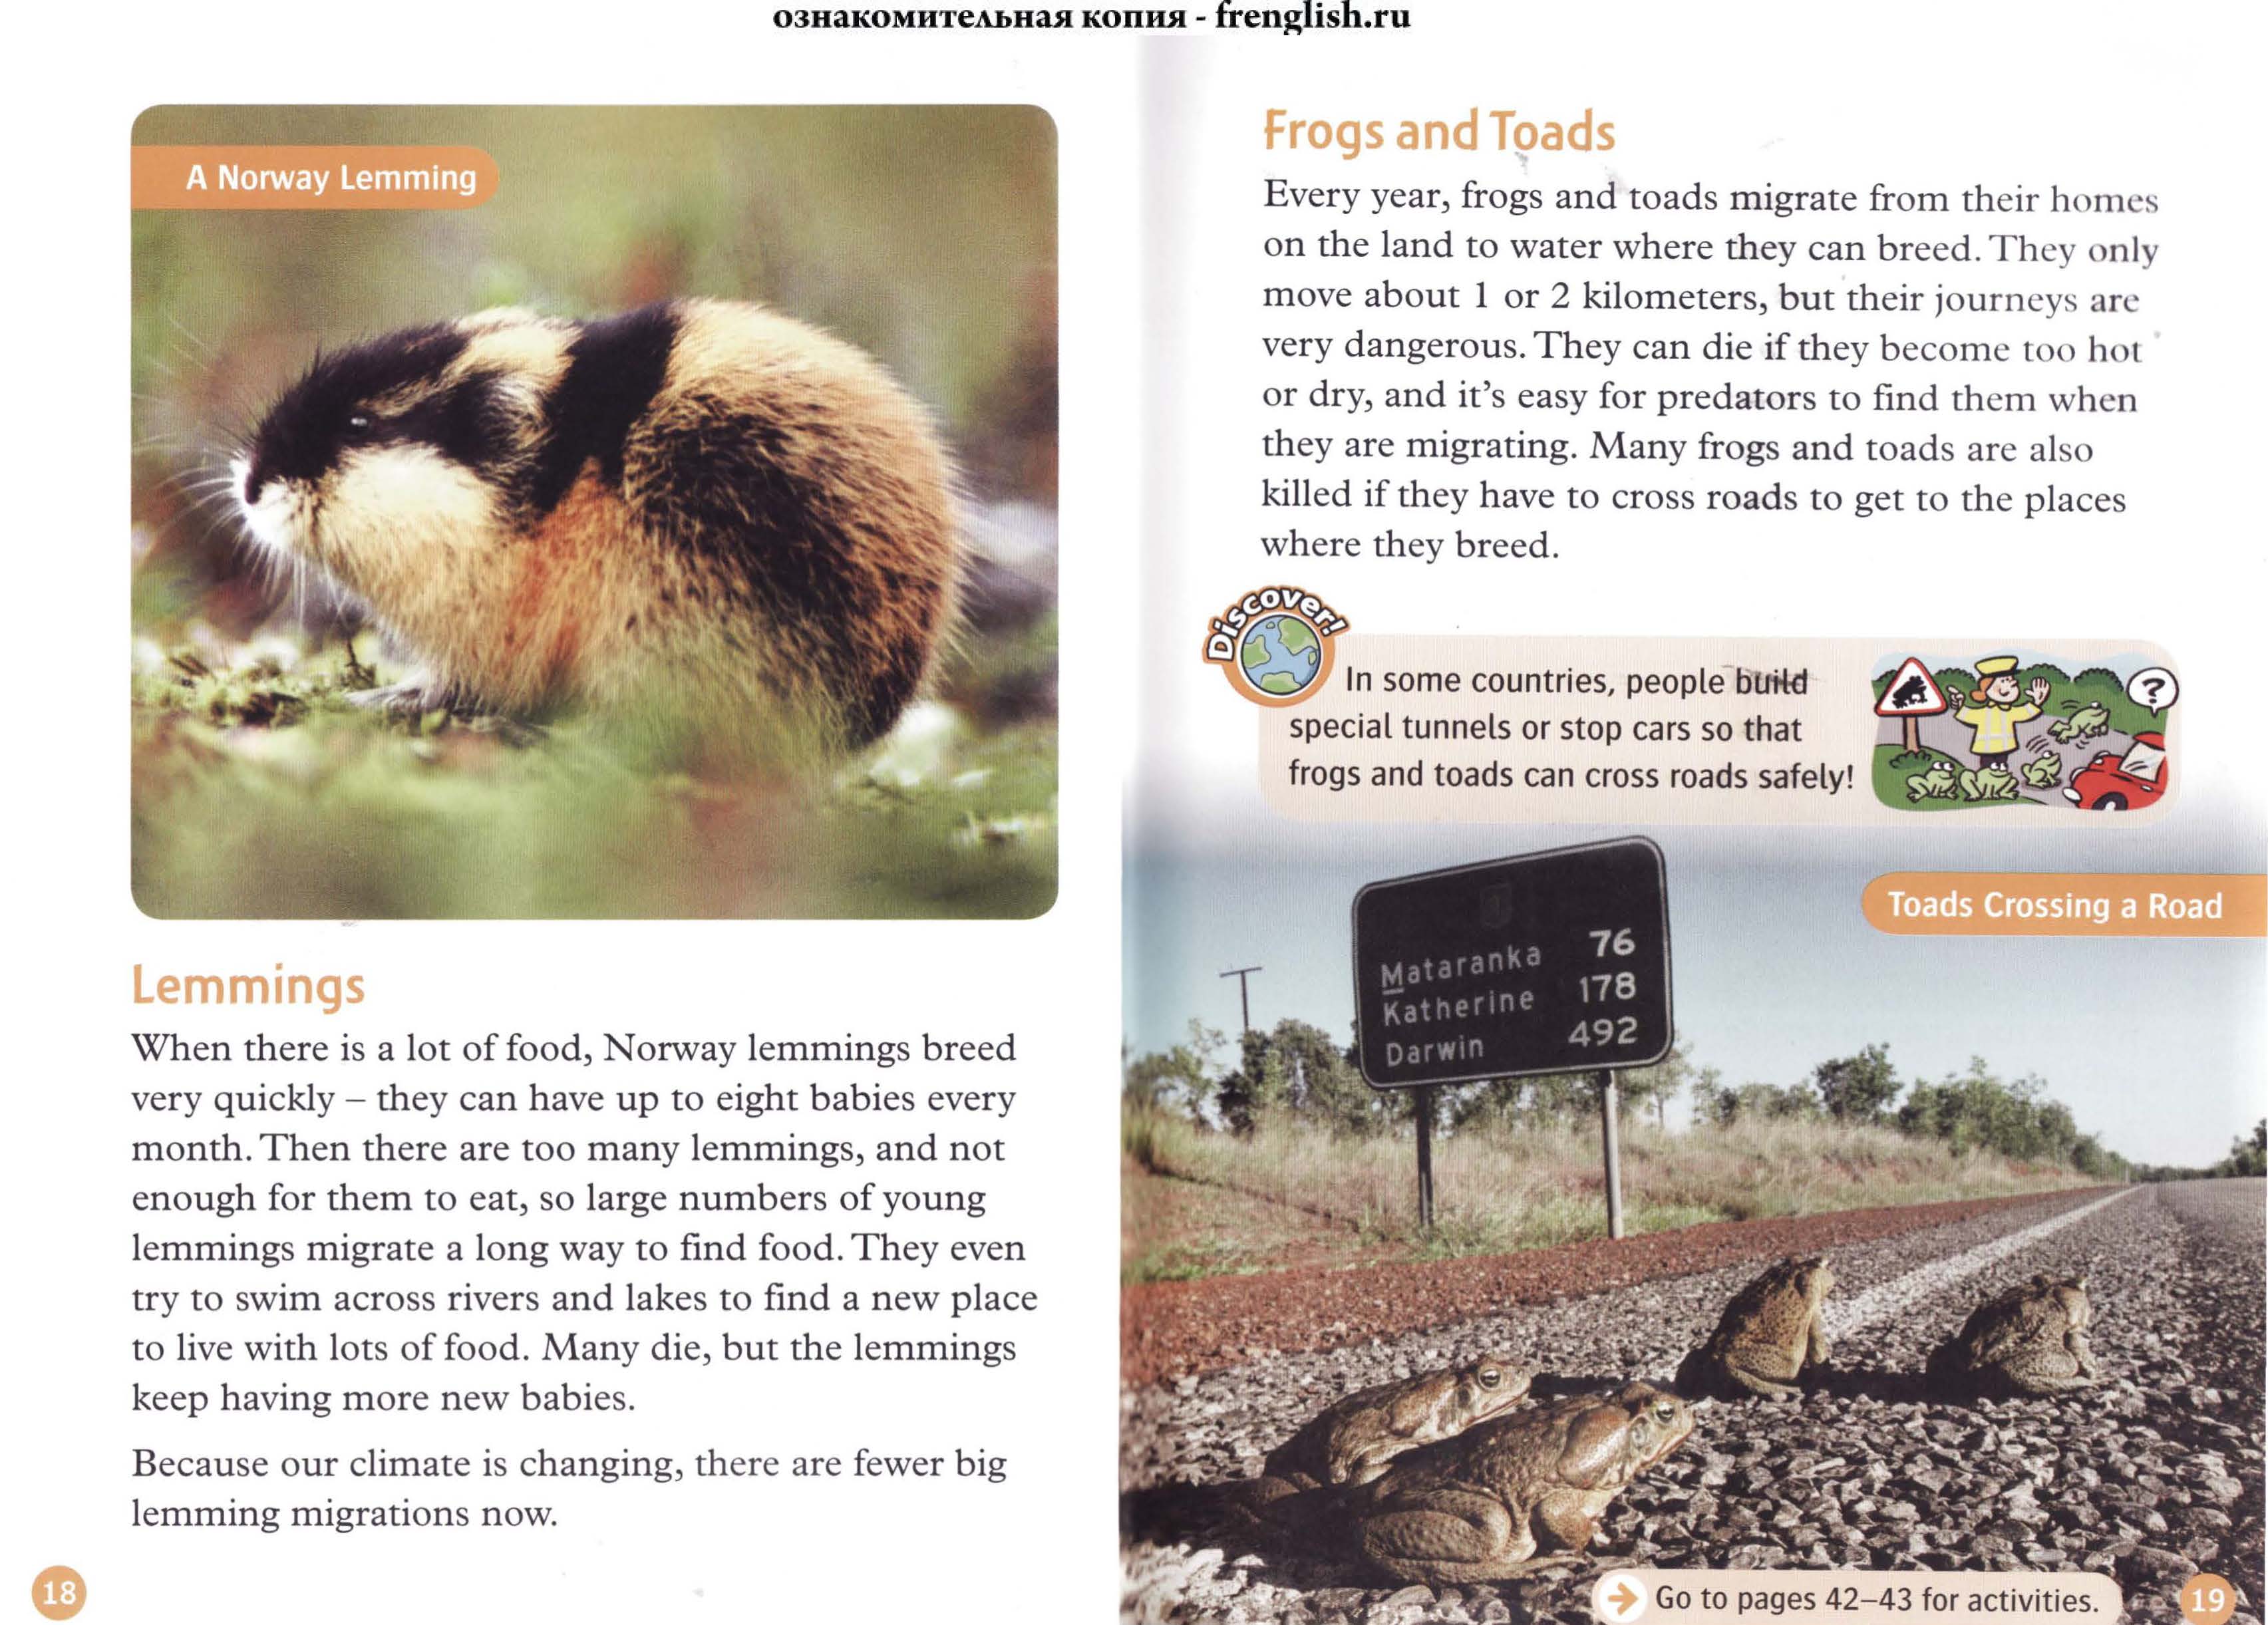 ознакомительная копия - frenglish.ru
A Norway Lemming
Lemmings
When there is a lot of food, Norway lemmings breed
very quickly – they can have up to eight babies every
month. Then there are too many lemmings, and not
enough for them to eat, so large numbers of young
lemmings migrate a long way to find food. They even
try to swim across rivers and lakes to find a new place
to live with lots of food. Many die, but the lemmings
keep having more new babies.
Because our climate is changing, there are fewer big
lemming migrations now.
18
Frogs and Toads
Every year, frogs and toads migrate from their homes
on the land to water where they can breed. They only
move about 1 or 2 kilometers, but their journeys are
very dangerous. They can die if they become too hot
or dry, and it's easy for predators to find them when
they are migrating. Many frogs and toads are also
killed if they have to cross roads to get to the places
where they breed.
Discover!
In some countries, people build
special tunnels or stop cars so that
frogs and toads can cross roads safely!
?
Toads Crossing a Road
Mataranka 76
Katherine 178
Darwin 492
Go to pages 42–43 for activities.
19